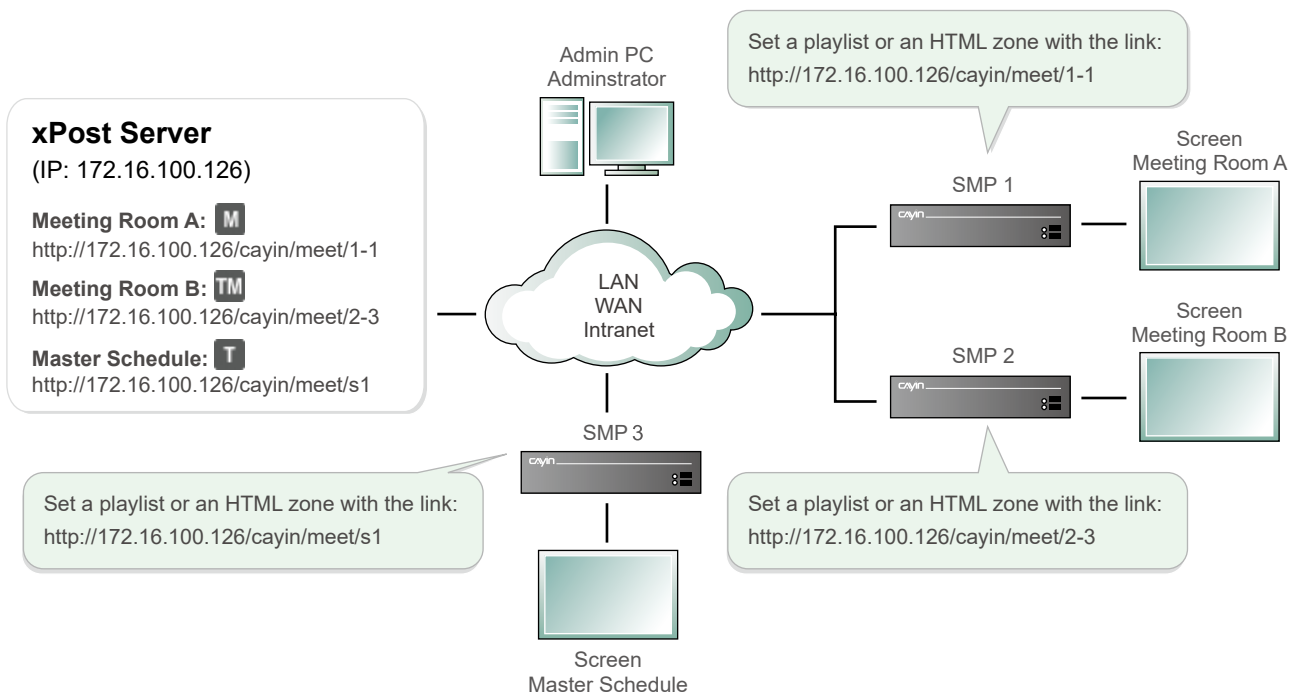 xPost Server
(IP: 172.16.100.126)
Meeting Room A: M
http://172.16.100.126/cayin/meet/1-1
Meeting Room B: TM
http://172.16.100.126/cayin/meet/2-3
Master Schedule: T
http://172.16.100.126/cayin/meet/s1
Admin PC
Adminstrator
LAN
WAN
Intranet
Set a playlist or an HTML zone with the link:
http://172.16.100.126/cayin/meet/1-1
SMP 1
CAYIN
Screen
Meeting Room A
SMP 2
CAYIN
Screen
Meeting Room B
Set a playlist or an HTML zone with the link:
http://172.16.100.126/cayin/meet/2-3
SMP 3
CAYIN
Set a playlist or an HTML zone with the link:
http://172.16.100.126/cayin/meet/s1
Screen
Master Schedule